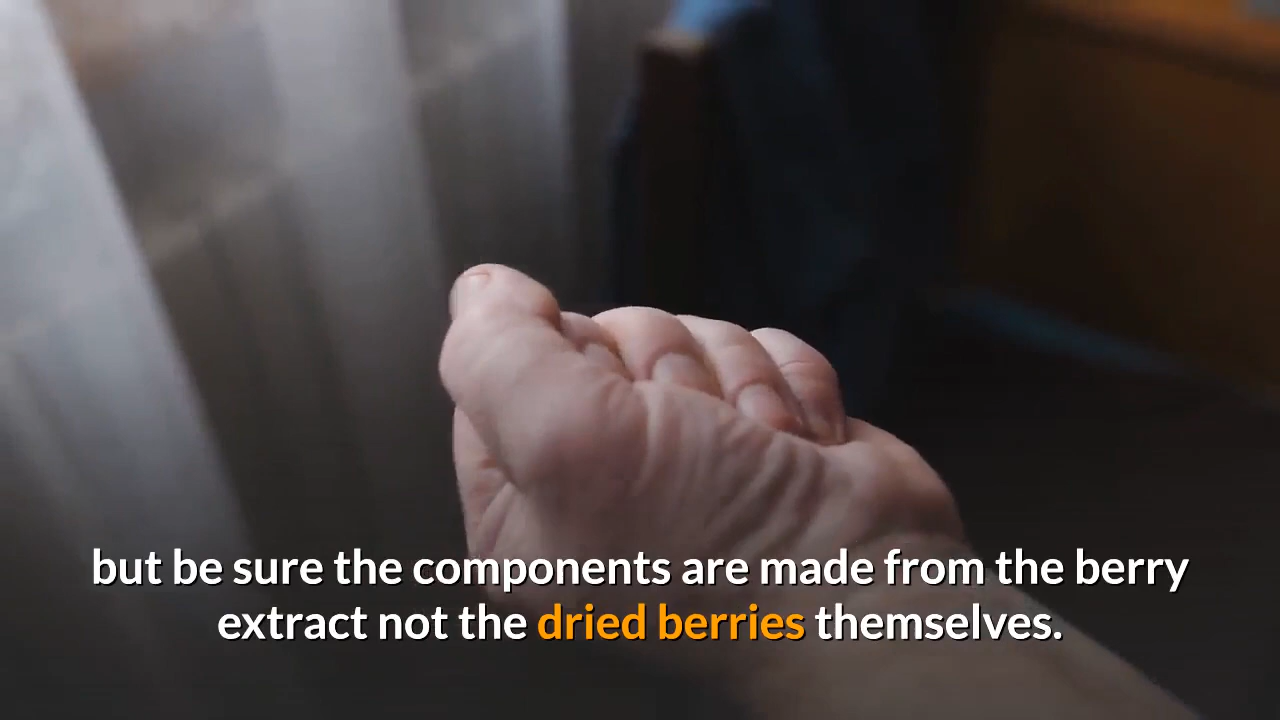 but be sure the components are made from the berry
extract not the dried berries themselves.